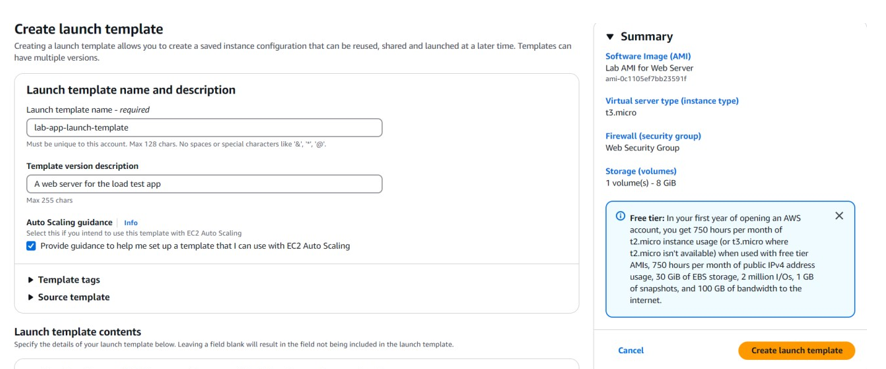 Create launch template
Creating a launch template allows you to create a saved instance configuration that can be reused, shared and launched at a later time. Templates can
have multiple versions.
Launch template name and description
Launch template name - required
lab-app-launch-template
Must be unique to this account. Max 128 chars. No spaces or special characters like '&', '*', '@'.
Template version description
A web server for the load test app
Max 255 chars
Auto Scaling guidance Info
Select this if you intend to use this template with EC2 Auto Scaling
Provide guidance to help me set up a template that I can use with EC2 Auto Scaling
Template tags
Source template
Launch template contents
Specify the details of your launch template below. Leaving a field blank will result in the field not being included in the launch template.
Summary
Software Image (AMI)
Lab AMI for Web Server
ami-0c1105ef7bb23591f
Virtual server type (instance type)
t3.micro
Firewall (security group)
Web Security Group
Storage (volumes)
1 volume(s) - 8 GiB
Free tier: In your first year of opening an AWS
account, you get 750 hours per month of
t2.micro instance usage (or t3.micro where
t2.micro isn't available) when used with free
tier AMIs, 750 hours per month of public IPv4 address
usage, 30 GiB of EBS storage, 2 million I/Os, 1 GB
of snapshots, and 100 GB of bandwidth to the
internet.
Cancel
Create launch template